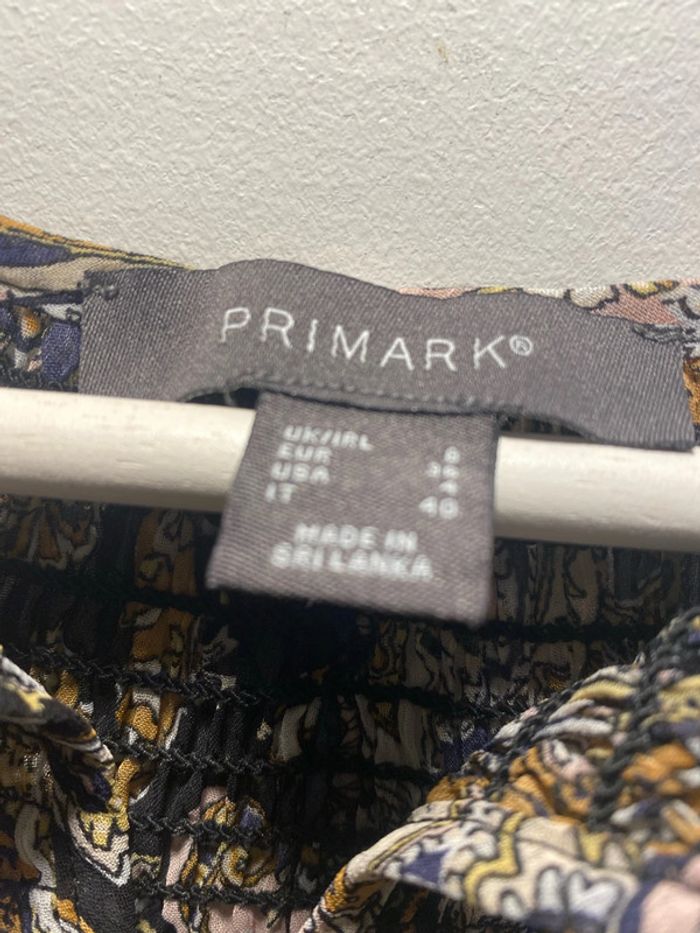 PRIMARK®
UK/IRL 8
EUR 36
USA 4
IT 40
MADE IN
SRI LANKA